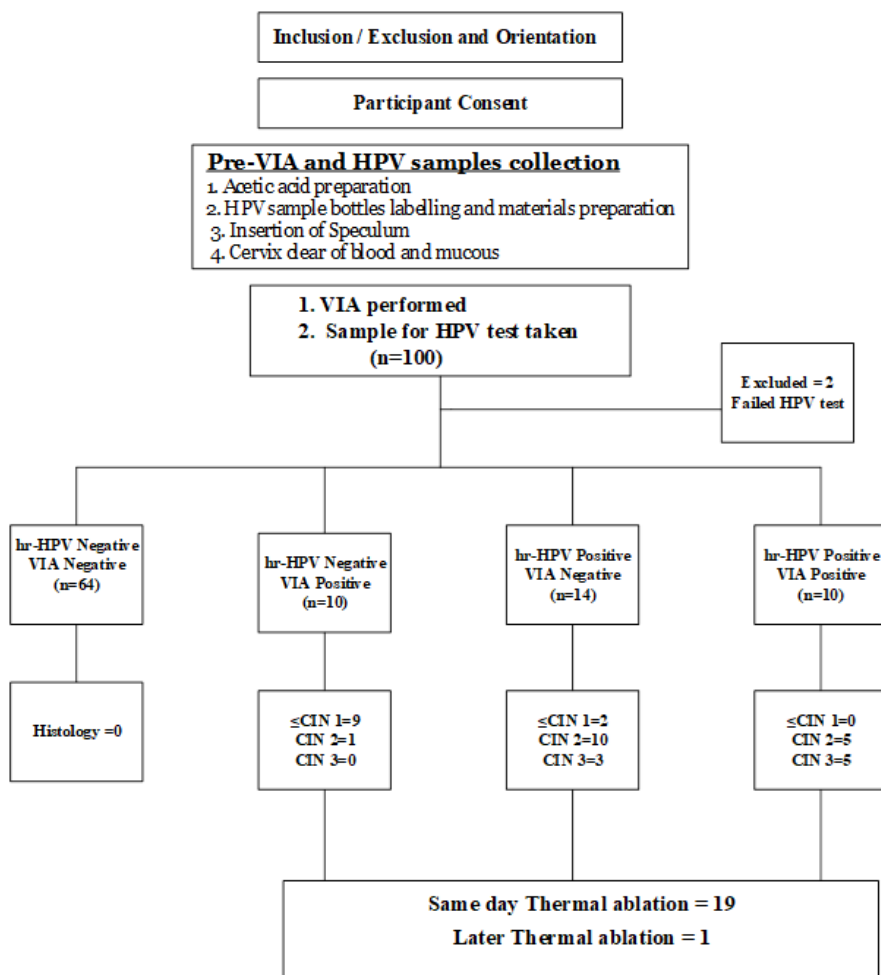 Inclusion / Exclusion and Orientation
Participant Consent
Pre-VIA and HPV samples collection
1. Acetic acid preparation
2. HPV sample bottles labelling and materials preparation
3. Insertion of Speculum
4. Cervix clear of blood and mucous
1. VIA performed
2. Sample for HPV test taken
(n=100)
Excluded = 2
Failed HPV test
hr-HPV Negative
VIA Negative
(n=64)
hr-HPV Negative
VIA Positive
(n=10)
hr-HPV Positive
VIA Negative
(n=14)
hr-HPV Positive
VIA Positive
(n=10)
Histology =0
≤CIN 1=9
CIN 2=1
CIN 3=0
≤CIN 1=2
CIN 2=10
CIN 3=3
≤CIN 1=0
CIN 2=5
CIN 3=5
Same day Thermal ablation = 19
Later Thermal ablation = 1